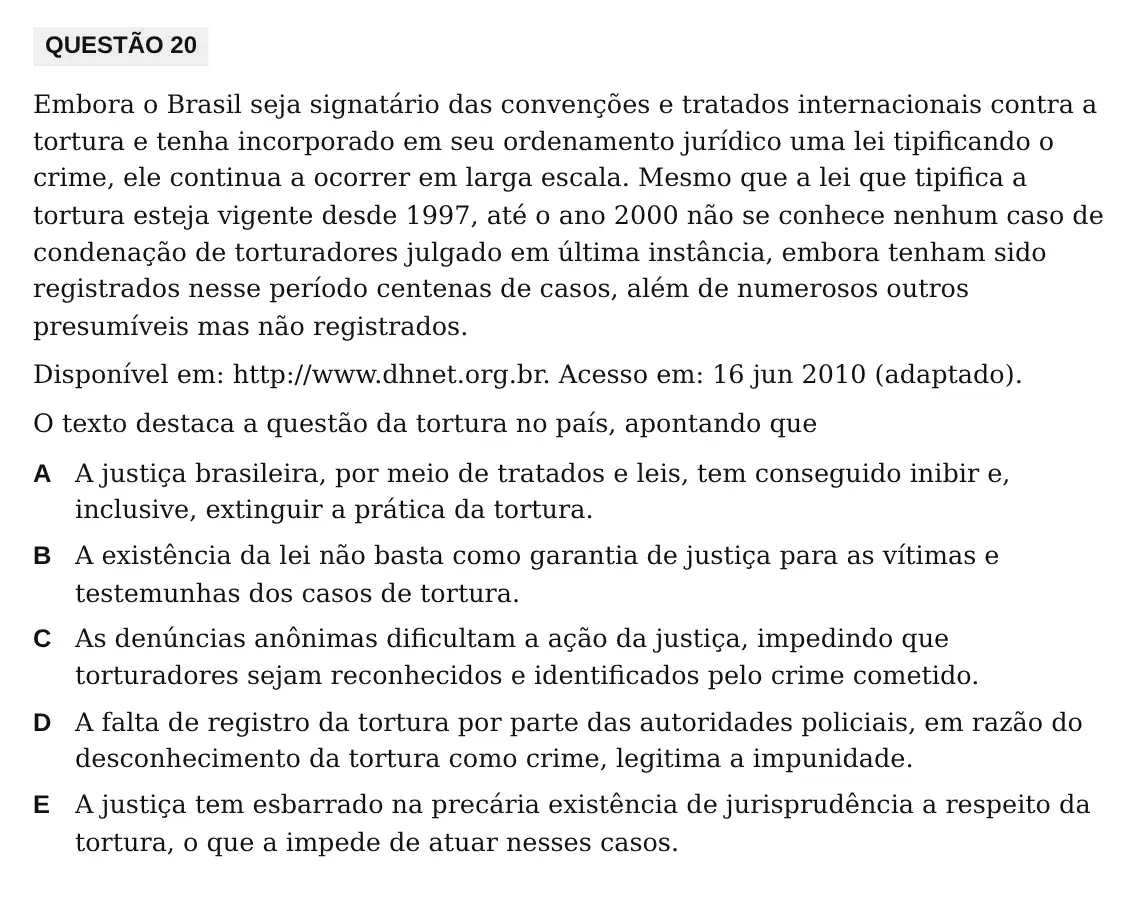 QUESTÃO 20
Embora o Brasil seja signatário das convenções e tratados internacionais contra a
tortura e tenha incorporado em seu ordenamento jurídico uma lei tipificando o
crime, ele continua a ocorrer em larga escala. Mesmo que a lei que tipifica a
tortura esteja vigente desde 1997, até o ano 2000 não se conhece nenhum caso de
condenação de torturadores julgado em última instância, embora tenham sido
registrados nesse período centenas de casos, além de numerosos outros
presumíveis mas não registrados.
Disponível em: http://www.dhnet.org.br. Acesso em: 16 jun 2010 (adaptado).
O texto destaca a questão da tortura no país, apontando que
A A justiça brasileira, por meio de tratados e leis, tem conseguido inibir e,
inclusive, extinguir a prática da tortura.
B A existência da lei não basta como garantia de justiça para as vítimas e
testemunhas dos casos de tortura.
C As denúncias anônimas dificultam a ação da justiça, impedindo que
torturadores sejam reconhecidos e identificados pelo crime cometido.
D A falta de registro da tortura por parte das autoridades policiais, em razão do
desconhecimento da tortura como crime, legitima a impunidade.
E A justiça tem esbarrado na precária existência de jurisprudência a respeito da
tortura, o que a impede de atuar nesses casos.